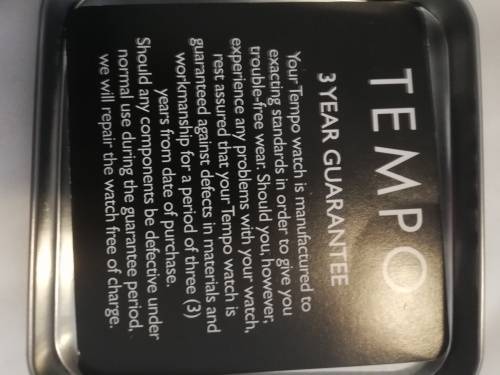 TEMPO
3 YEAR GUARANTEE
Your Tempo watch is manufactured to
exacting standards in order to give you
trouble-free wear. Should you, however,
experience any problems with your watch,
rest assured that your Tempo watch is
guaranteed against defects in materials and
workmanship for a period of three (3)
years from date of purchase.
Should any components be defective under
normal use during the guarantee period,
we will repair the watch free of charge.